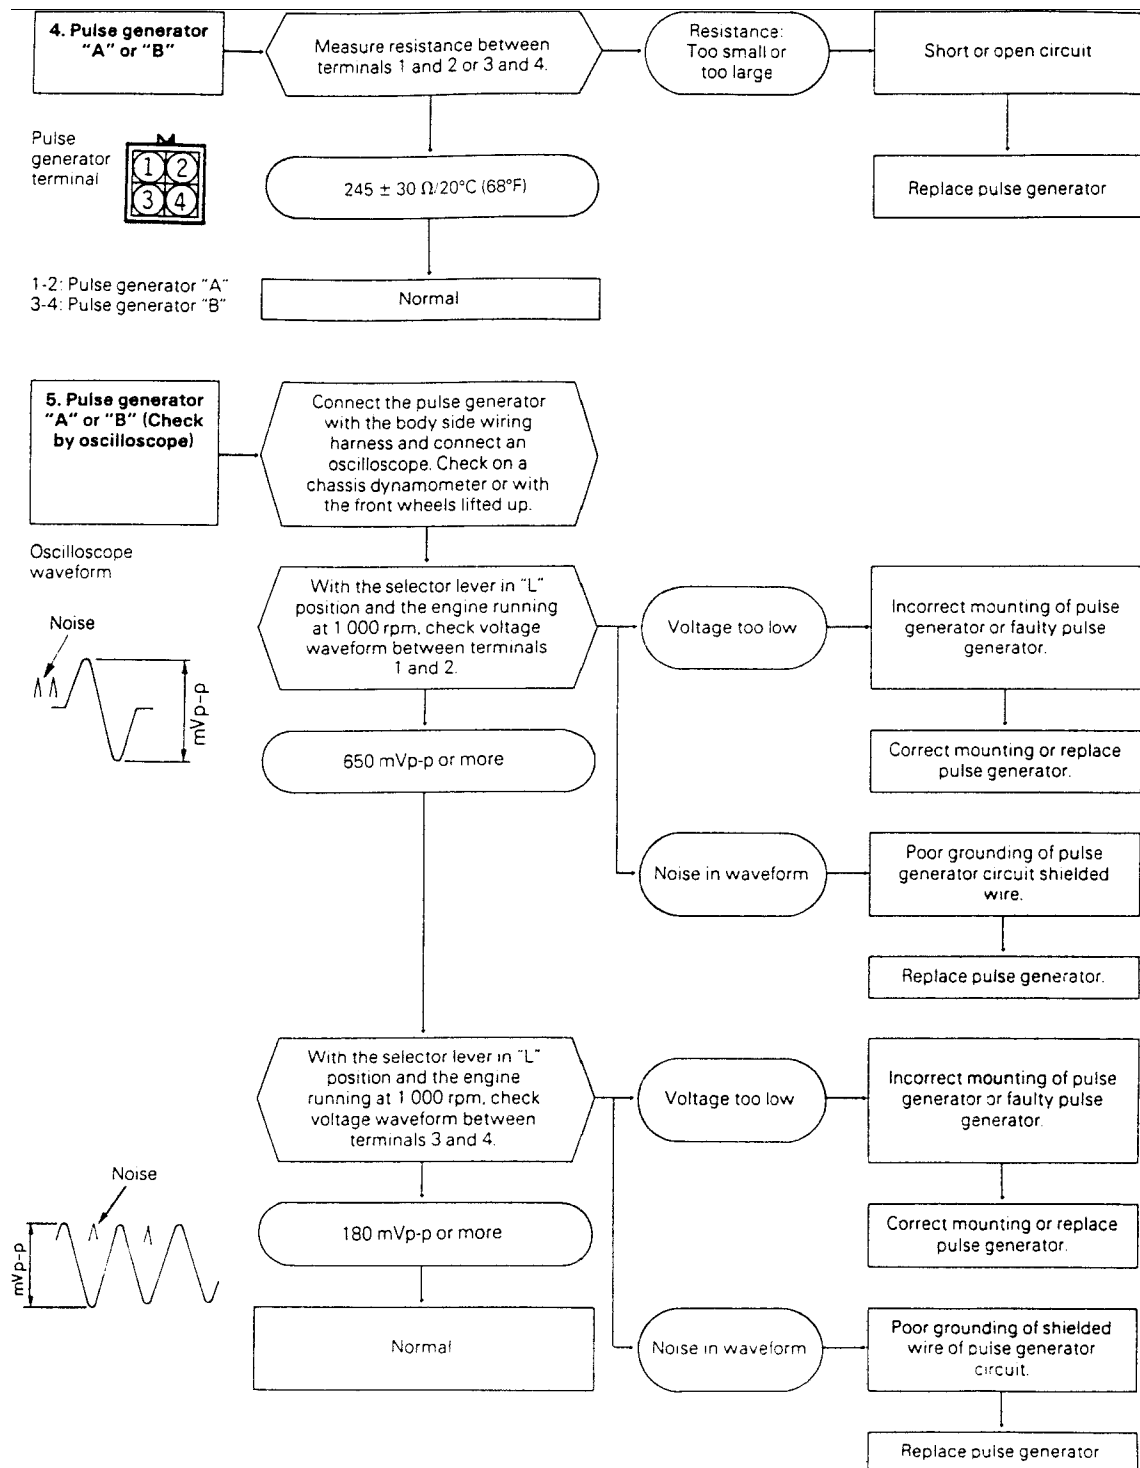 4. Pulse generator
"A" or "B"
Measure resistance between
terminals 1 and 2 or 3 and 4.
Resistance:
Too small or
too large
Short or open circuit
Pulse
generator
terminal
1 2
3 4
245 ± 30 Ω/20°C (68°F)
Replace pulse generator
1-2: Pulse generator "A"
3-4: Pulse generator "B"
Normal
5. Pulse generator
"A" or "B" (Check
by oscilloscope)
Connect the pulse generator
with the body side wiring
harness and connect an
oscilloscope. Check on a
chassis dynamometer or with
the front wheels lifted up.
Oscilloscope
waveform
Noise
mVp-p
With the selector lever in "L"
position and the engine running
at 1 000 rpm, check voltage
waveform between terminals
1 and 2.
Voltage too low
Incorrect mounting of pulse
generator or faulty pulse
generator.
650 mVp-p or more
Correct mounting or replace
pulse generator.
Noise in waveform
Poor grounding of pulse
generator circuit shielded
wire.
Replace pulse generator.
With the selector lever in "L"
position and the engine
running at 1 000 rpm, check
voltage waveform between
terminals 3 and 4.
Voltage too low
Incorrect mounting of pulse
generator or faulty pulse
generator.
Noise
mVp-p
180 mVp-p or more
Correct mounting or replace
pulse generator.
Normal
Noise in waveform
Poor grounding of shielded
wire of pulse generator
circuit.
Replace pulse generator